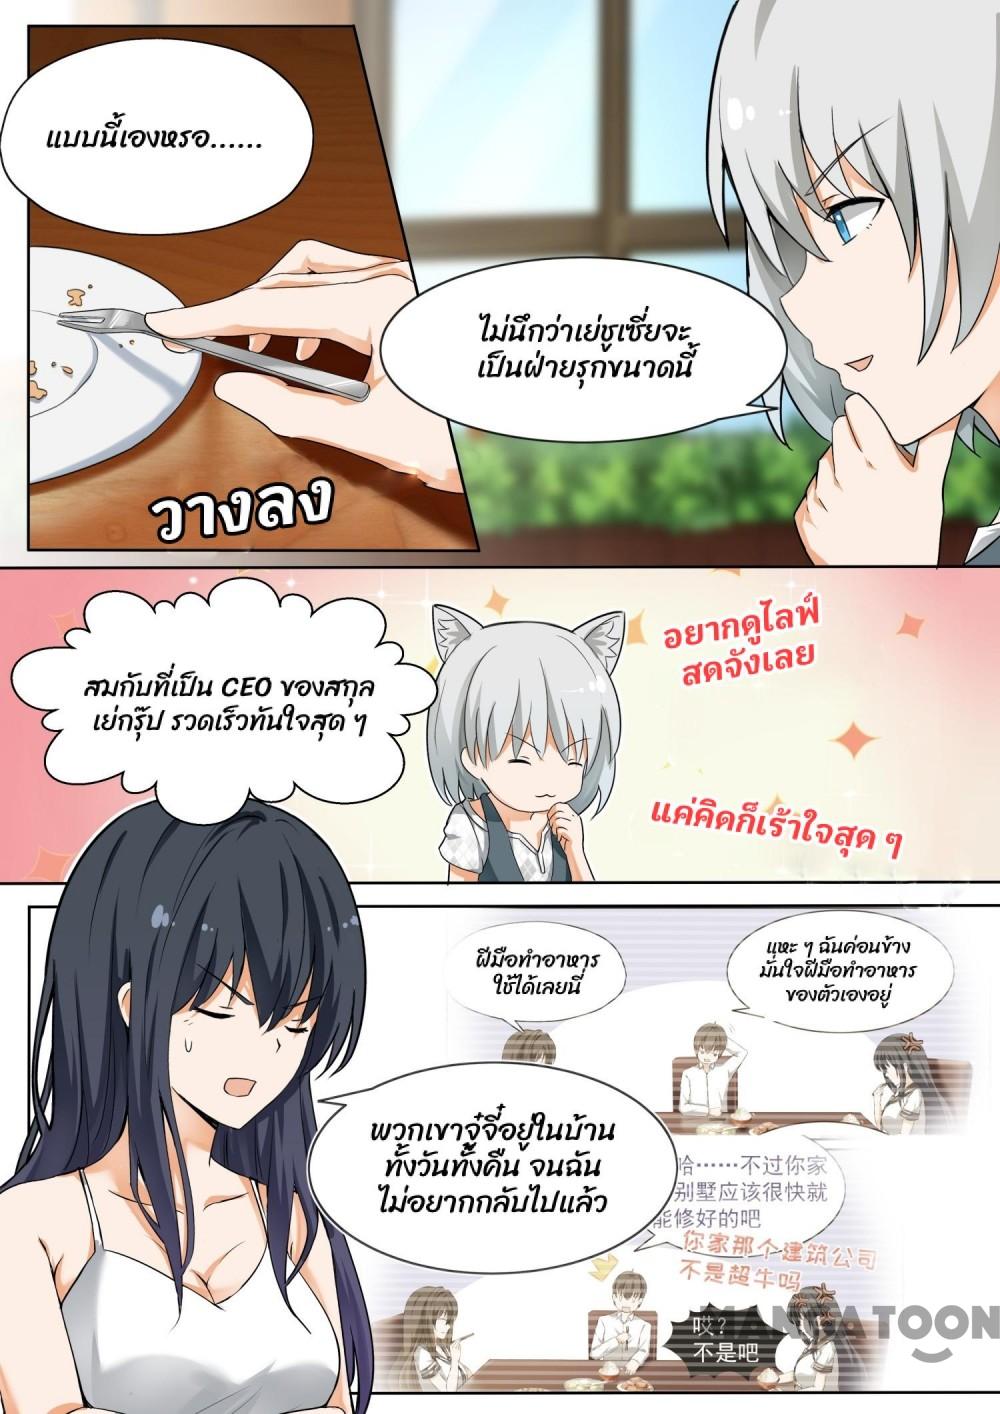 แบบนี้เองหรอ......
ไม่นึกว่าเย่ชูเซี่ยจะ
เป็นฝ่ายรุกขนาดนี้
วางลง
อยากดูไลฟ์
สดจังเลย
สมกับที่เป็น CEO ของสกุล
เย่กรุ๊ป รวดเร็วทันใจสุด ๆ
แค่คิดก็เร้าใจสุด ๆ
ฝีมือทำอาหาร
ใช้ได้เลยนี่
แหะ ๆ ฉันค่อนข้าง
มั่นใจฝีมือทำอาหาร
ของตัวเองอยู่
พวกเขาจู๋จี๋อยู่ในบ้าน
ทั้งวันทั้งคืน จนฉัน
ไม่อยากกลับไปแล้ว
……不过你家
别墅应该很快就
能修好的吧
你家那个建筑公司
不是超牛吗
哎？
不是吧
MANGATOON